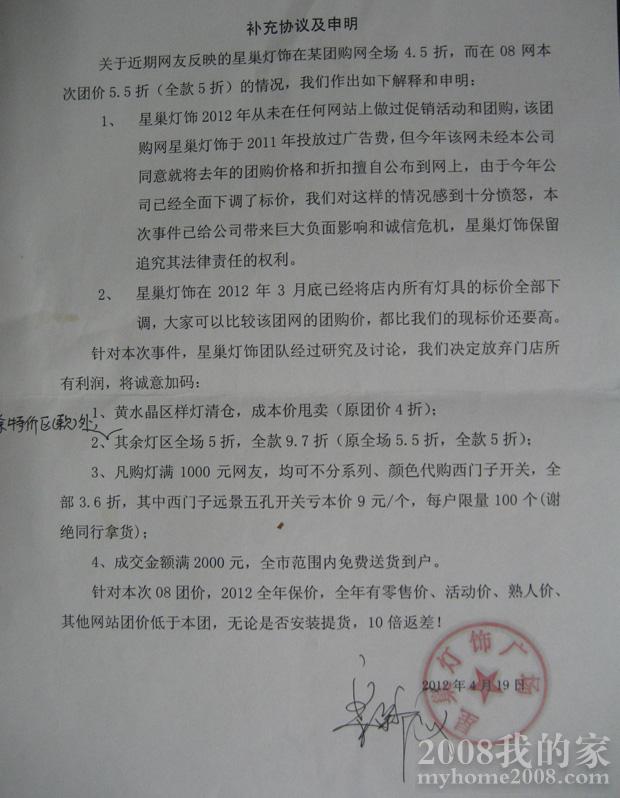 补充协议及申明
关于近期网友反映的星巢灯饰在某团购网全场 4.5 折，而在 08 网本
次团价 5.5 折（全款 5 折）的情况，我们作出如下解释和申明：
1、 星巢灯饰 2012 年从未在任何网站上做过促销活动和团购，该团
购网星巢灯饰于 2011 年投放过广告费，但今年该网未经本公司
同意就将去年的团购价格和折扣擅自公布到网上，由于今年公
司已经全面下调了标价，我们对这样的情况感到十分愤怒，本
次事件已给公司带来巨大负面影响和诚信危机，星巢灯饰保留
追究其法律责任的权利。
2、 星巢灯饰在 2012 年 3 月底已经将店内所有灯具的标价全部下
调，大家可以比较该团网的团购价，都比我们的现标价还要高。
针对本次事件，星巢灯饰团队经过研究及讨论，我们决定放弃门店所
有利润，将诚意加码：
1、黄水晶区样灯清仓，成本价甩卖（原团价 4 折）；
特价区(款)外，
2、其余灯区全场 5 折，全款 9.7 折（原全场 5.5 折，全款 5 折）；
3、凡购灯满 1000 元网友，均可不分系列、颜色代购西门子开关，全
部 3.6 折，其中西门子远景五孔开关亏本价 9 元/个，每户限量 100 个(谢
绝同行拿货)；
4、成交金额满 2000 元，全市范围内免费送货到户。
针对本次 08 团价，2012 全年保价，全年有零售价、活动价、熟人价、
其他网站团价低于本团，无论是否安装提货，10 倍返差！
巢灯饰广场
2012 年 4 月 19 日
2008我的家
myhome2008.com